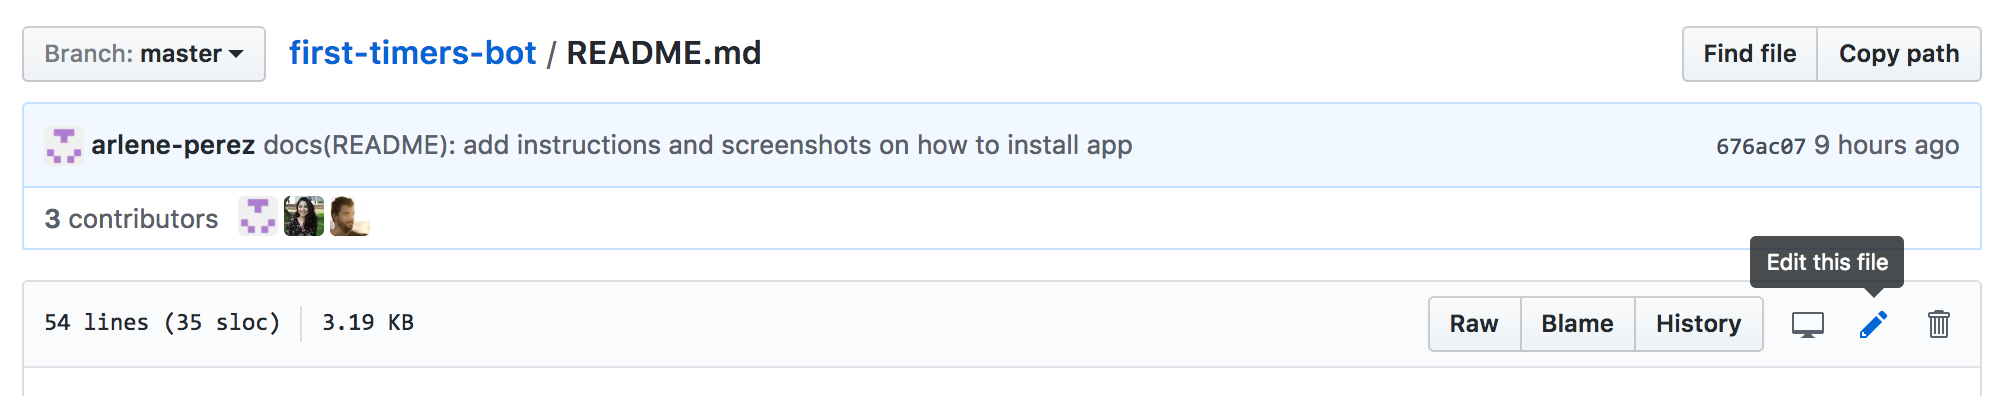 Branch: master first-timers-bot / README.md Find file Copy path
arlene-perez docs(README): add instructions and screenshots on how to install app 676ac07 9 hours ago
3 contributors
Edit this file
54 lines (35 sloc) 3.19 KB Raw Blame History